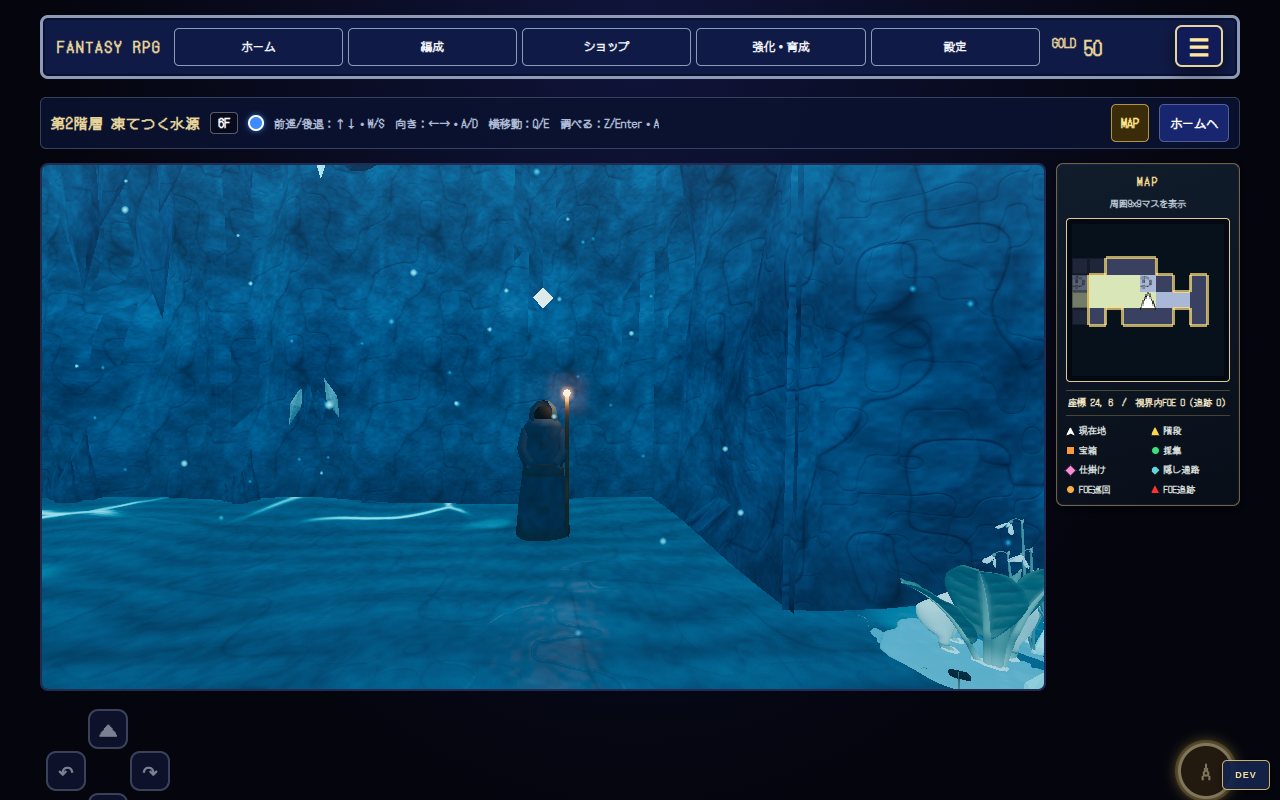 FANTASY RPG
ホーム
編成
ショップ
強化・育成
設定
GOLD 50
第2階層 凍てつく水源
6F
前進/後退：↑↓・W/S 向き：←→・A/D 横移動：Q/E 調べる：Z/Enter・A
MAP
ホームへ
MAP
周囲9x9マスを表示
座標 24, 6 / 視界内FOE 0 (追跡 0)
現在地
階段
宝箱
採集
仕掛け
隠し通路
FOE巡回
FOE追跡
A
DEV